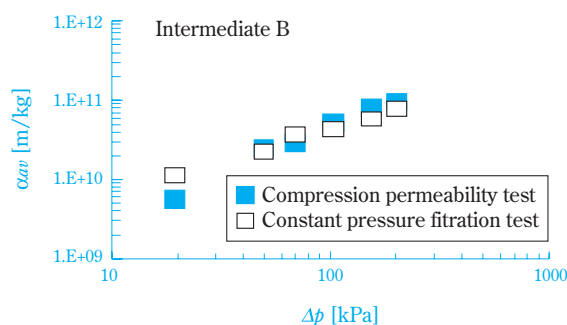 Intermediate B
1.E+12
1.E+11
1.E+10
1.E+09
αav [m/kg]
Compression permeability test
Constant pressure fitration test
10
100
1000
Δp [kPa]